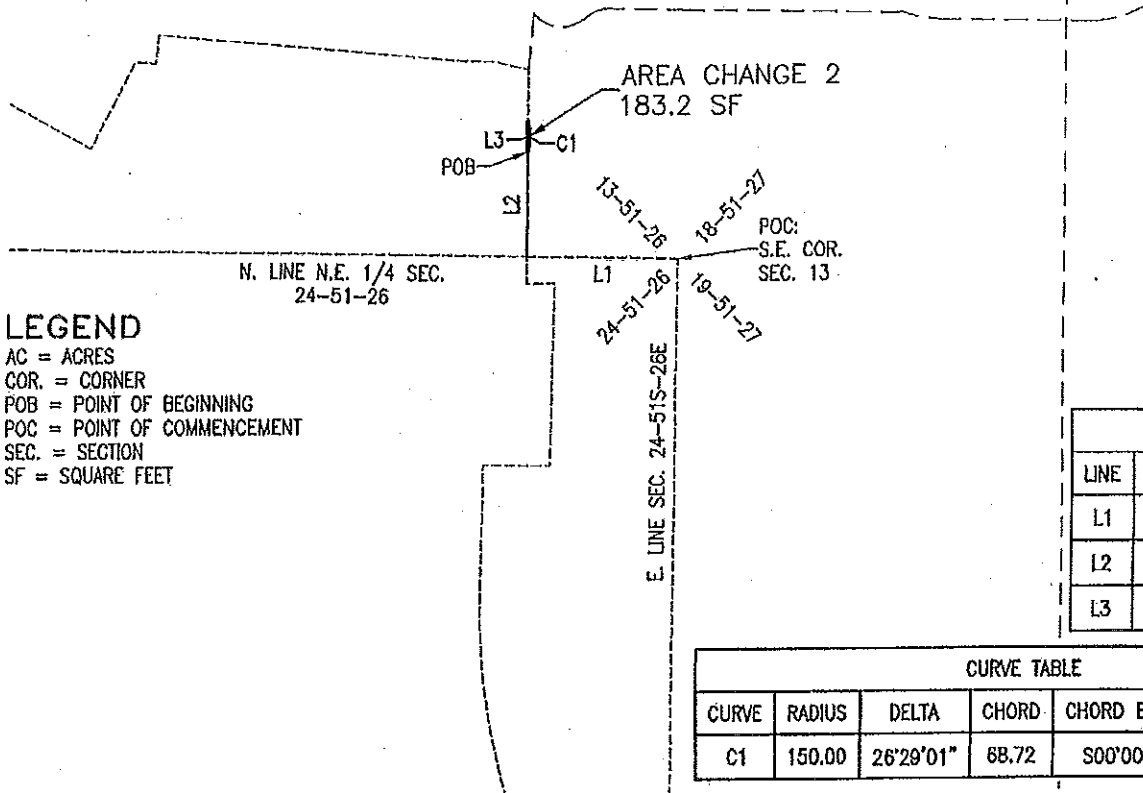 AREA CHANGE 2
183.2 SF
L3
C1
POB
L2
13-51-26
18-51-27
POC:
S.E. COR.
SEC. 13
L1
N. LINE N.E. 1/4 SEC.
24-51-26
24-51-26
19-51-27
E. LINE SEC. 24-51S-26E
LEGEND
AC = ACRES
COR. = CORNER
POB = POINT OF BEGINNING
POC = POINT OF COMMENCEMENT
SEC. = SECTION
SF = SQUARE FEET
LINE
L1
L2
L3
CURVE TABLE
CURVE RADIUS DELTA CHORD CHORD
C1 150.00 26°29'01" 68.72 S00°00